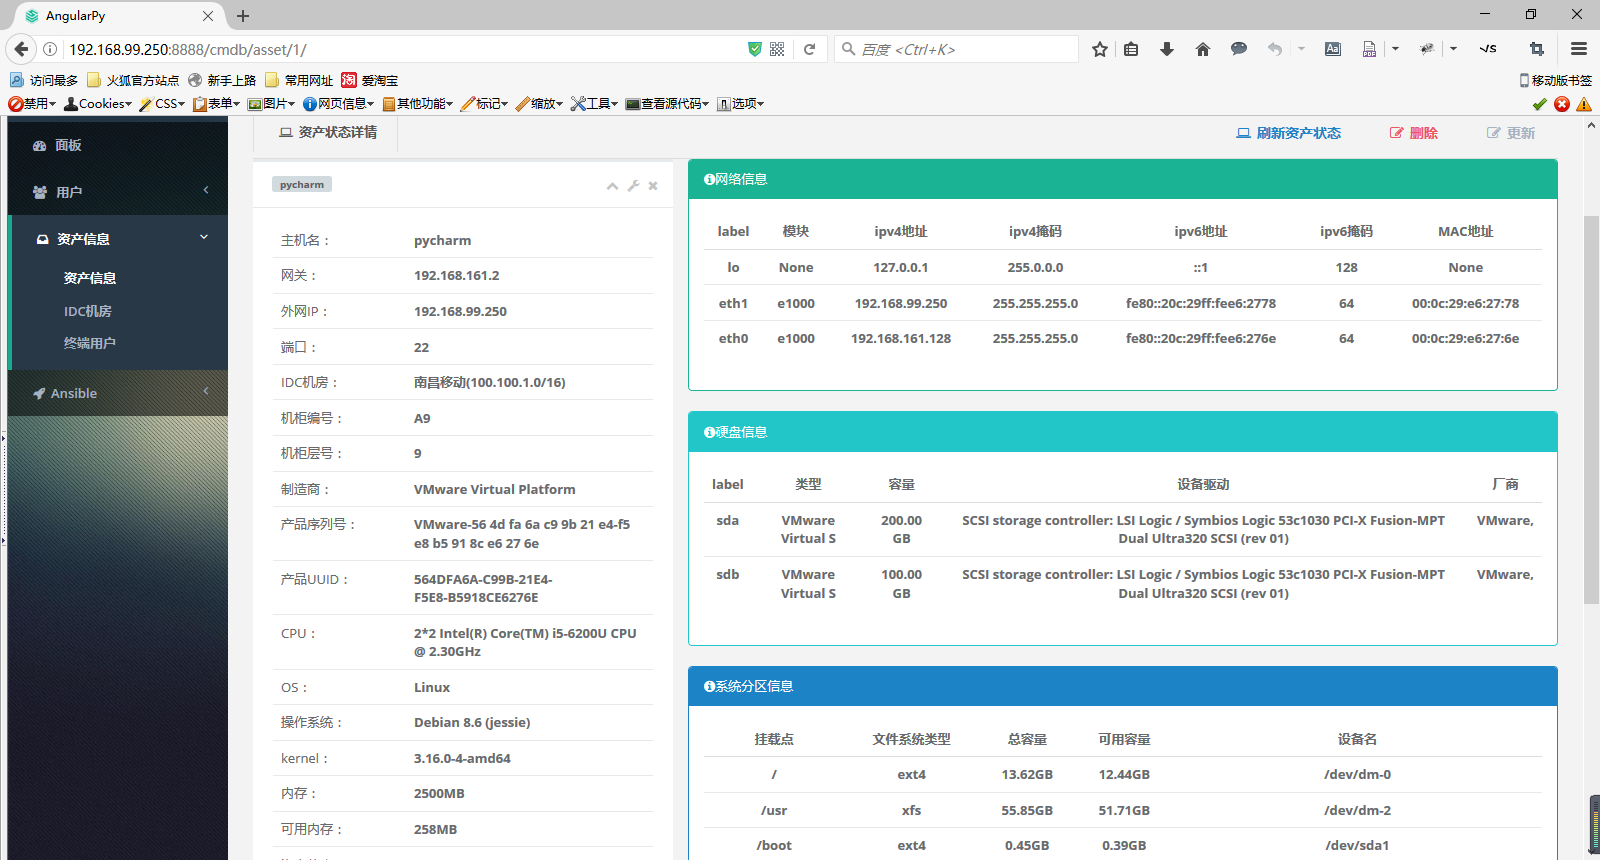 AngularPy
192.168.99.250:8888/cmdb/asset/1/
百度 <Ctrl+K>
访问最多 火狐官方站点 新手上路 常用网址 淘 爱淘宝 移动版书签
禁用 Cookies CSS 表单 图片 网页信息 其他功能 标记 缩放 工具 查看源代码 选项
面板
用户
资产信息
资产信息
IDC机房
终端用户
Ansible
资产状态详情 刷新资产状态 删除 更新
pycharm
主机名： pycharm
网关： 192.168.161.2
外网IP： 192.168.99.250
端口： 22
IDC机房： 南昌移动(100.100.1.0/16)
机柜编号： A9
机柜层号： 9
制造商： VMware Virtual Platform
产品序列号： VMware-56 4d fa 6a c9 9b 21 e4-f5
e8 b5 91 8c e6 27 6e
产品UUID： 564DFA6A-C99B-21E4-
F5E8-B5918CE6276E
CPU： 2*2 Intel(R) Core(TM) i5-6200U CPU
@ 2.30GHz
OS： Linux
操作系统： Debian 8.6 (jessie)
kernel： 3.16.0-4-amd64
内存： 2500MB
可用内存： 258MB
网络信息
label 模块 ipv4地址 ipv4掩码 ipv6地址 ipv6掩码 MAC地址
lo None 127.0.0.1 255.0.0.0 ::1 128 None
eth1 e1000 192.168.99.250 255.255.255.0 fe80::20c:29ff:fee6:2778 64 00:0c:29:e6:27:78
eth0 e1000 192.168.161.128 255.255.255.0 fe80::20c:29ff:fee6:276e 64 00:0c:29:e6:27:6e
硬盘信息
label 类型 容量 设备驱动 厂商
sda VMware 200.00 SCSI storage controller: LSI Logic / Symbios Logic 53c1030 PCI-X Fusion-MPT VMware,
Virtual S GB Dual Ultra320 SCSI (rev 01)
sdb VMware 100.00 SCSI storage controller: LSI Logic / Symbios Logic 53c1030 PCI-X Fusion-MPT VMware,
Virtual S GB Dual Ultra320 SCSI (rev 01)
系统分区信息
挂载点 文件系统类型 总容量 可用容量 设备名
/ ext4 13.62GB 12.44GB /dev/dm-0
/usr xfs 55.85GB 51.71GB /dev/dm-2
/boot ext4 0.45GB 0.39GB /dev/sda1